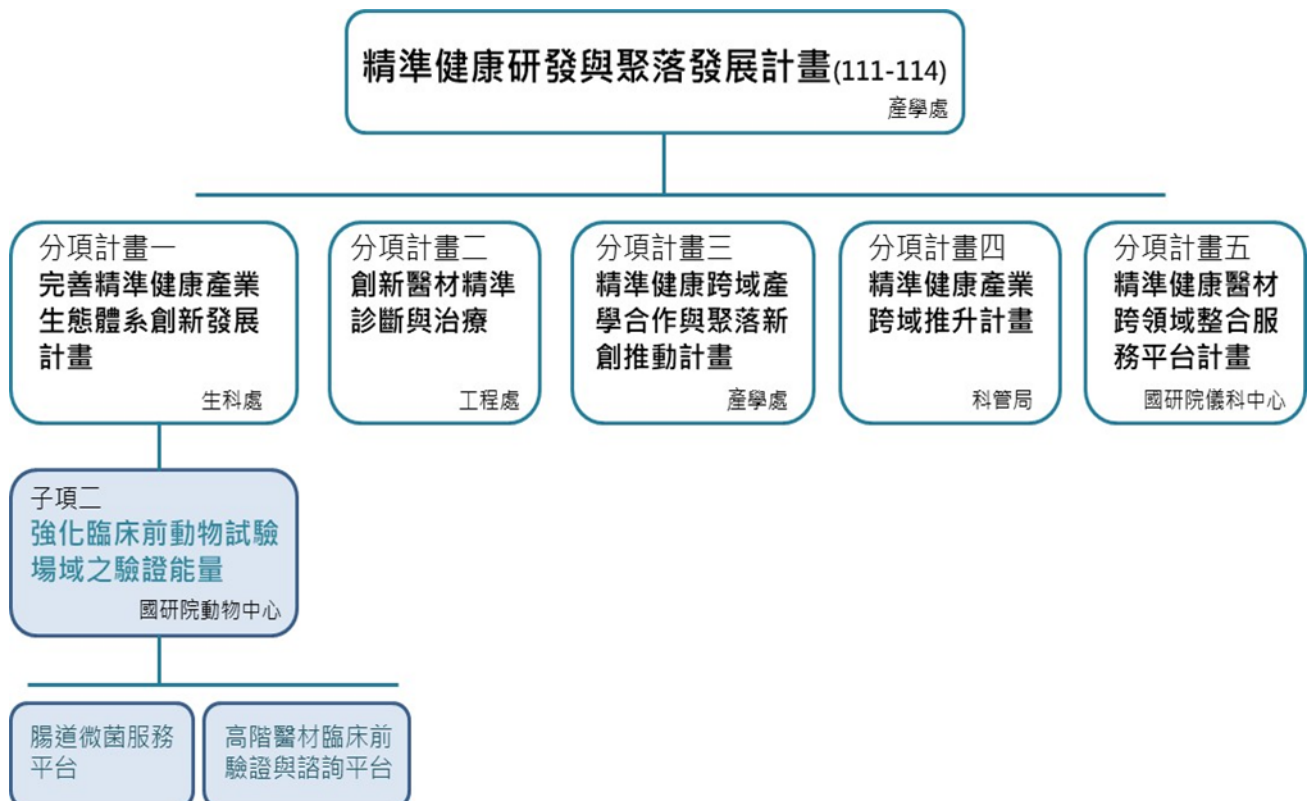 精準健康研發與聚落發展計畫(111-114)
產學處
分項計畫一
完善精準健康產業
生態體系創新發展
計畫
生科處
分項計畫二
創新醫材精準
診斷與治療
工程處
分項計畫三
精準健康跨域產
學合作與聚落新
創推動計畫
產學處
分項計畫四
精準健康產業
跨域推升計畫
科管局
分項計畫五
精準健康醫材
跨領域整合服
務平台計畫
國研院儀科中心
子項二
強化臨床前動物試驗
場域之驗證能量
國研院動物中心
腸道微菌服務
平台
高階醫材臨床前
驗證與諮詢平台